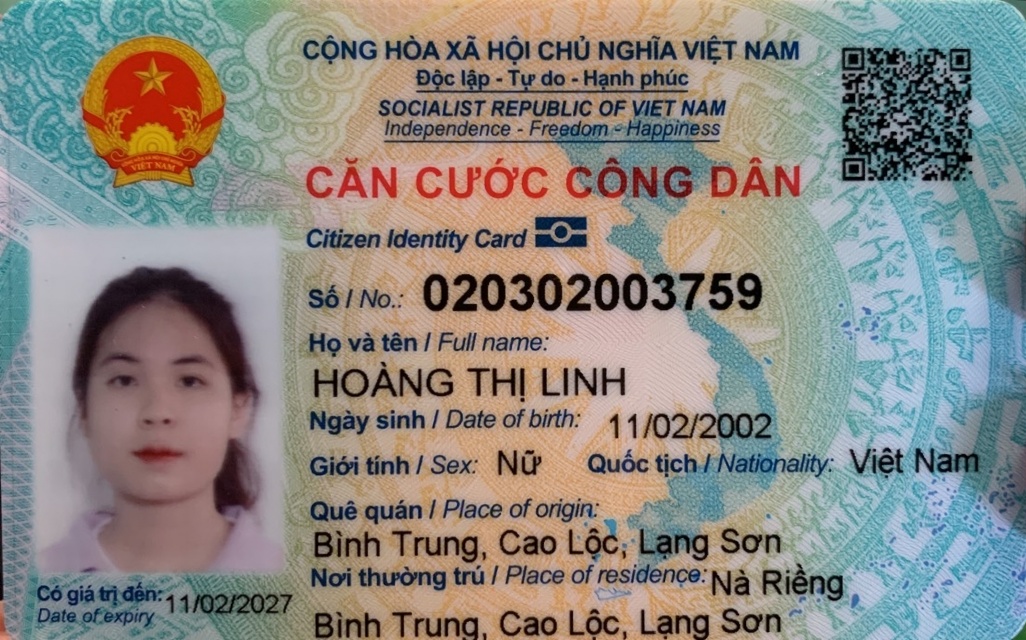 CỘNG HÒA XÃ HỘI CHỦ NGHĨA VIỆT NAM
Độc lập - Tự do - Hạnh phúc
SOCIALIST REPUBLIC OF VIET NAM
Independence - Freedom - Happiness
CĂN CƯỚC CÔNG DÂN
Citizen Identity Card
Số / No.: 020302003759
Họ và tên / Full name:
HOÀNG THỊ LINH
Ngày sinh / Date of birth: 11/02/2002
Giới tính / Sex: Nữ Quốc tịch / Nationality: Việt Nam
Quê quán / Place of origin:
Bình Trung, Cao Lộc, Lạng Sơn
Nơi thường trú / Place of residence: Nà Riềng
Bình Trung, Cao Lộc, Lạng Sơn
Có giá trị đến: 11/02/2027
Date of expiry
VIỆT NAM